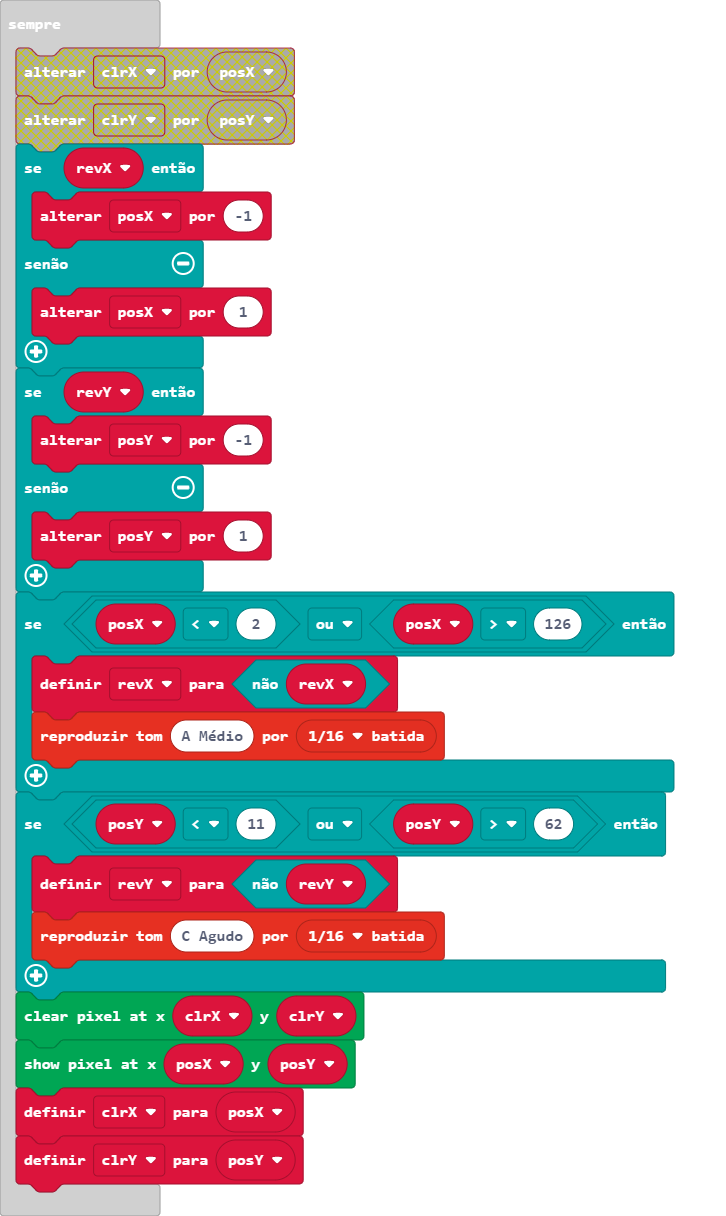 sempre
alterar clrX por posX
alterar clrY por posY
se revX então
alterar posX por -1
senão
alterar posX por 1
se revY então
alterar posY por -1
senão
alterar posY por 1
se posX < 2 ou posX > 126 então
definir revX para não revX
reproduzir tom A Médio por 1/16 batida
se posY < 11 ou posY > 62 então
definir revY para não revY
reproduzir tom C Agudo por 1/16 batida
clear pixel at x clrX y clrY
show pixel at x posX y posY
definir clrX para posX
definir clrY para posY